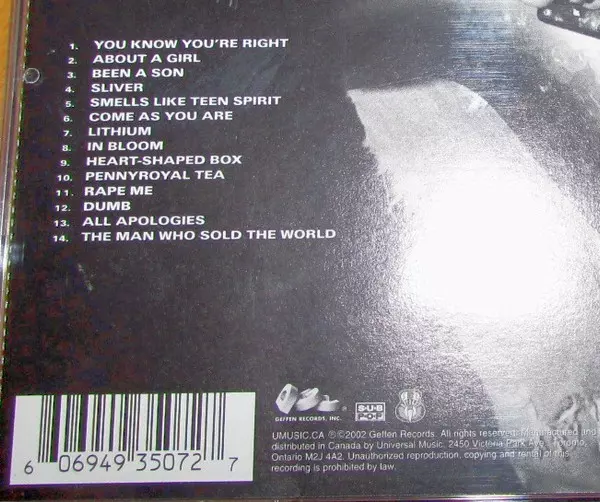 1. YOU KNOW YOU'RE RIGHT
2. ABOUT A GIRL
3. BEEN A SON
4. SLIVER
5. SMELLS LIKE TEEN SPIRIT
6. COME AS YOU ARE
7. LITHIUM
8. IN BLOOM
9. HEART-SHAPED BOX
10. PENNYROYAL TEA
11. RAPE ME
12. DUMB
13. ALL APOLOGIES
14. THE MAN WHO SOLD THE WORLD
GEFFEN RECORDS, INC.
SUB POP
UMUSIC.CA ℗©2002 Geffen Records. All rights reserved. Manufactured and
distributed in Canada by Universal Music, 2450 Victoria Park Ave., Toronto,
Ontario M2J 4A2. Unauthorized reproduction, copying and rental of this
recording is prohibited by law.
6 06949 35072 7